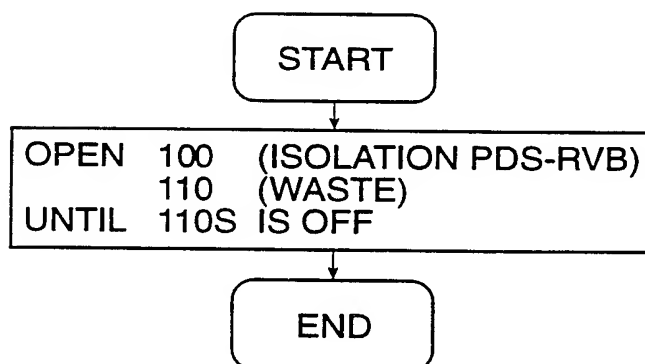 START
OPEN 100 (ISOLATION PDS-RVB)
110 (WASTE)
UNTIL 110S IS OFF
END